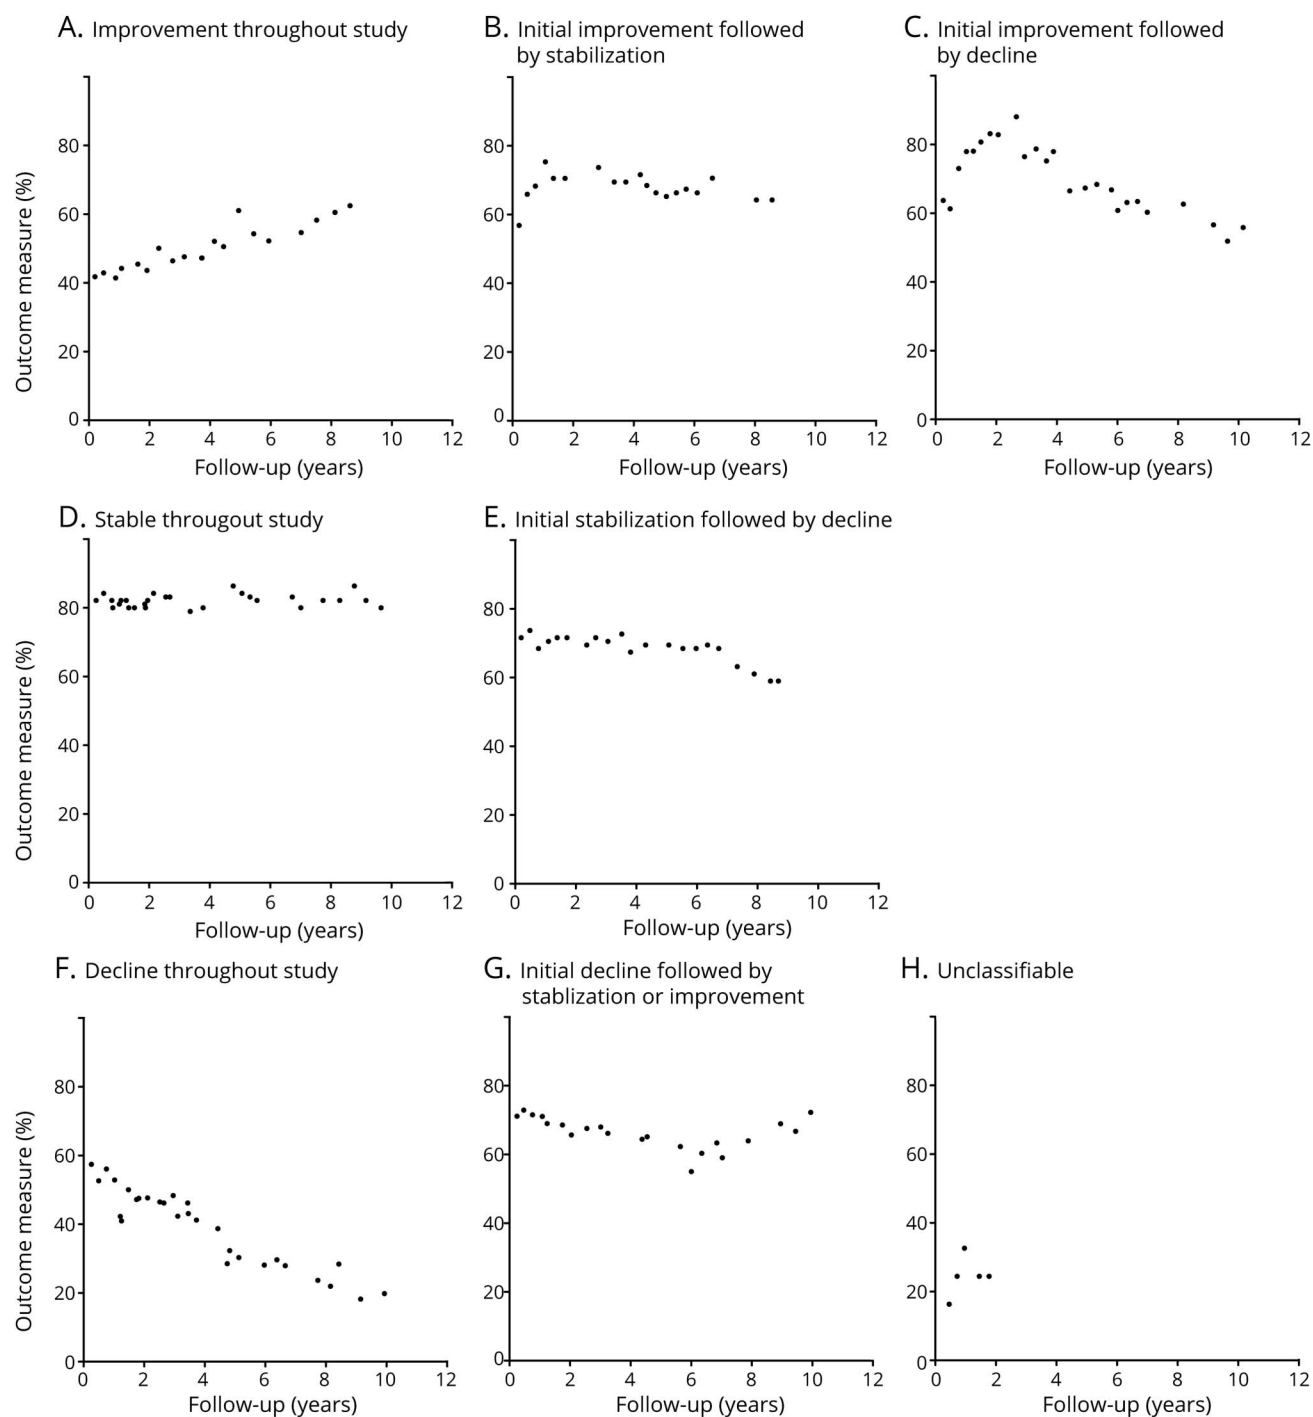 A. Improvement throughout study
B. Initial improvement followed
by stabilization
C. Initial improvement followed
by decline
Outcome measure (%)
80
60
40
20
0
0 2 4 6 8 10 12
Follow-up (years)
80
60
40
20
0
0 2 4 6 8 10 12
Follow-up (years)
80
60
40
20
0
0 2 4 6 8 10 12
Follow-up (years)
D. Stable througout study
E. Initial stabilization followed by decline
Outcome measure (%)
80
60
40
20
0
0 2 4 6 8 10 12
Follow-up (years)
80
60
40
20
0
0 2 4 6 8 10 12
Follow-up (years)
F. Decline throughout study
G. Initial decline followed by
stablization or improvement
H. Unclassifiable
Outcome measure (%)
80
60
40
20
0
0 2 4 6 8 10 12
Follow-up (years)
80
60
40
20
0
0 2 4 6 8 10 12
Follow-up (years)
80
60
40
20
0
0 2 4 6 8 10 12
Follow-up (years)